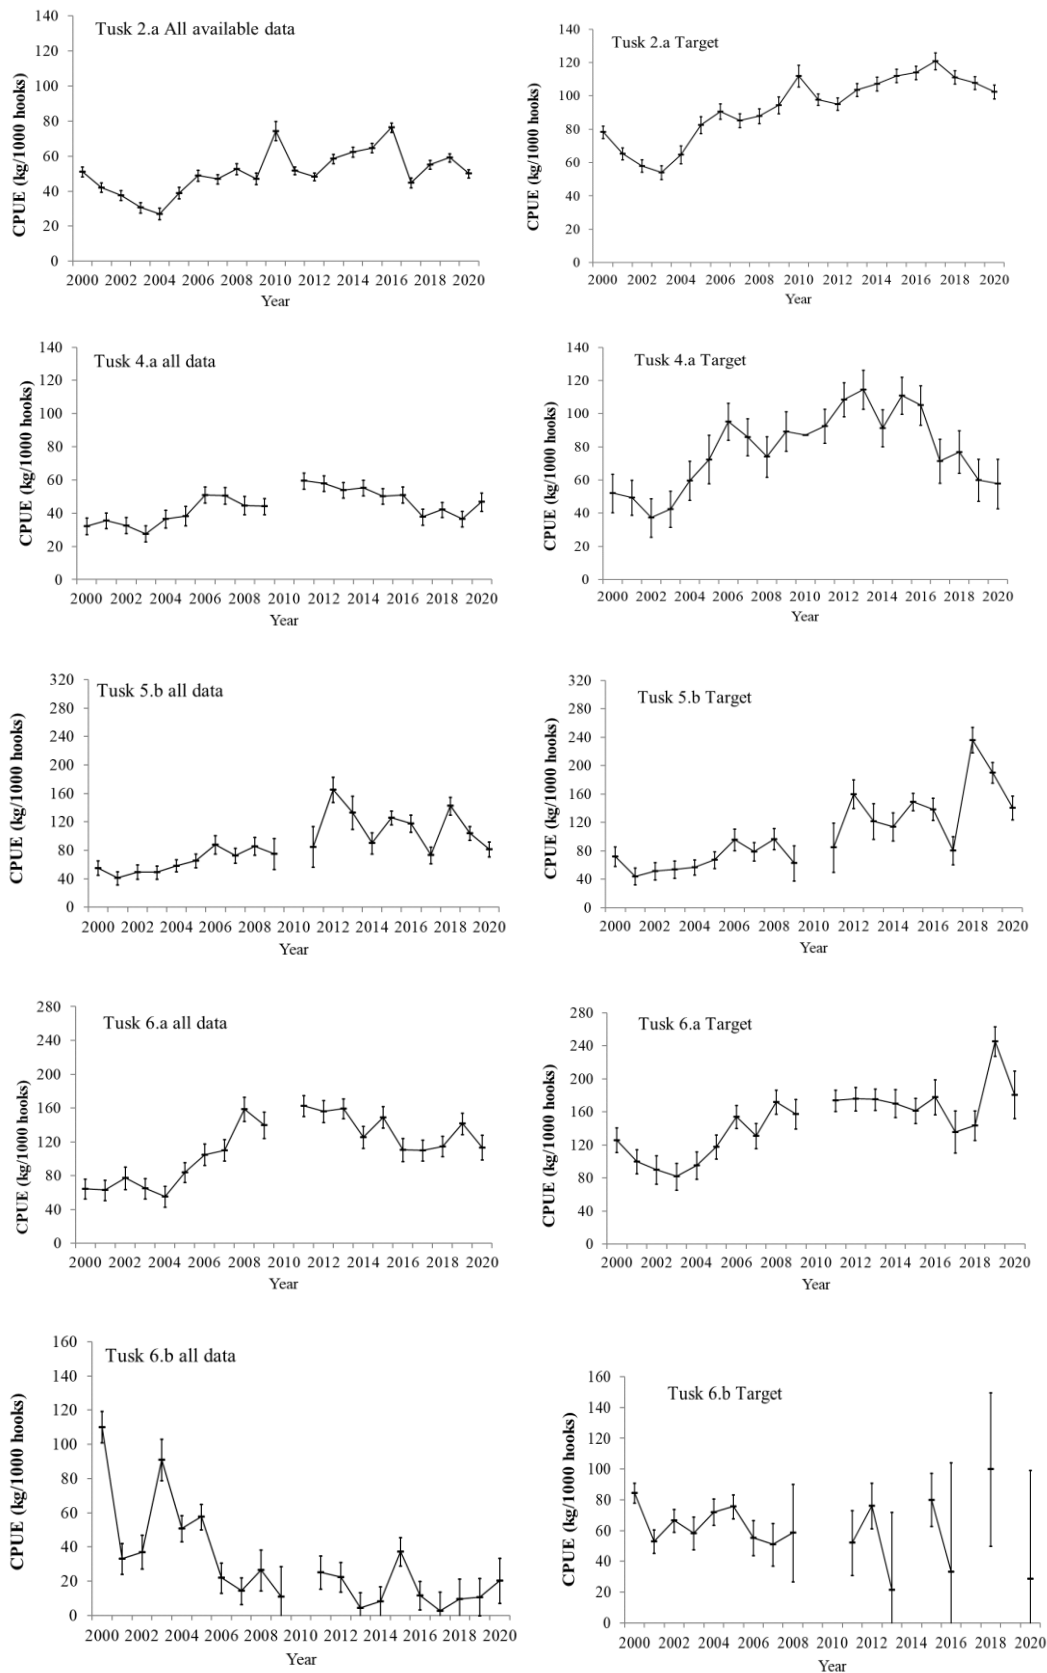 Tusk 2.a All available data
CPUE (kg/1000 hooks)
140
120
100
80
60
40
20
0
2000 2002 2004 2006 2008 2010 2012 2014 2016 2018 2020
Year
Tusk 2.a Target
CPUE (kg/1000 hooks)
140
120
100
80
60
40
20
0
2000 2002 2004 2006 2008 2010 2012 2014 2016 2018 2020
Year
Tusk 4.a all data
CPUE (kg/1000 hooks)
140
120
100
80
60
40
20
0
2000 2002 2004 2006 2008 2010 2012 2014 2016 2018 2020
Year
Tusk 4.a Target
CPUE (kg/1000 hooks)
140
120
100
80
60
40
20
0
2000 2002 2004 2006 2008 2010 2012 2014 2016 2018 2020
Year
Tusk 5.b all data
CPUE (kg/1000 hooks)
320
280
240
200
160
120
80
40
0
2000 2002 2004 2006 2008 2010 2012 2014 2016 2018 2020
Year
Tusk 5.b Target
CPUE (kg/1000 hooks)
320
280
240
200
160
120
80
40
0
2000 2002 2004 2006 2008 2010 2012 2014 2016 2018 2020
Year
Tusk 6.a all data
CPUE (kg/1000 hooks)
280
240
200
160
120
80
40
0
2000 2002 2004 2006 2008 2010 2012 2014 2016 2018 2020
Year
Tusk 6.a Target
CPUE (kg/1000 hooks)
280
240
200
160
120
80
40
0
2000 2002 2004 2006 2008 2010 2012 2014 2016 2018 2020
Year
Tusk 6.b all data
CPUE (kg/1000 hooks)
160
140
120
100
80
60
40
20
0
2000 2002 2004 2006 2008 2010 2012 2014 2016 2018 2020
Year
Tusk 6.b Target
CPUE (kg/1000 hooks)
160
140
120
100
80
60
40
20
0
2000 2002 2004 2006 2008 2010 2012 2014 2016 2018 2020
Year